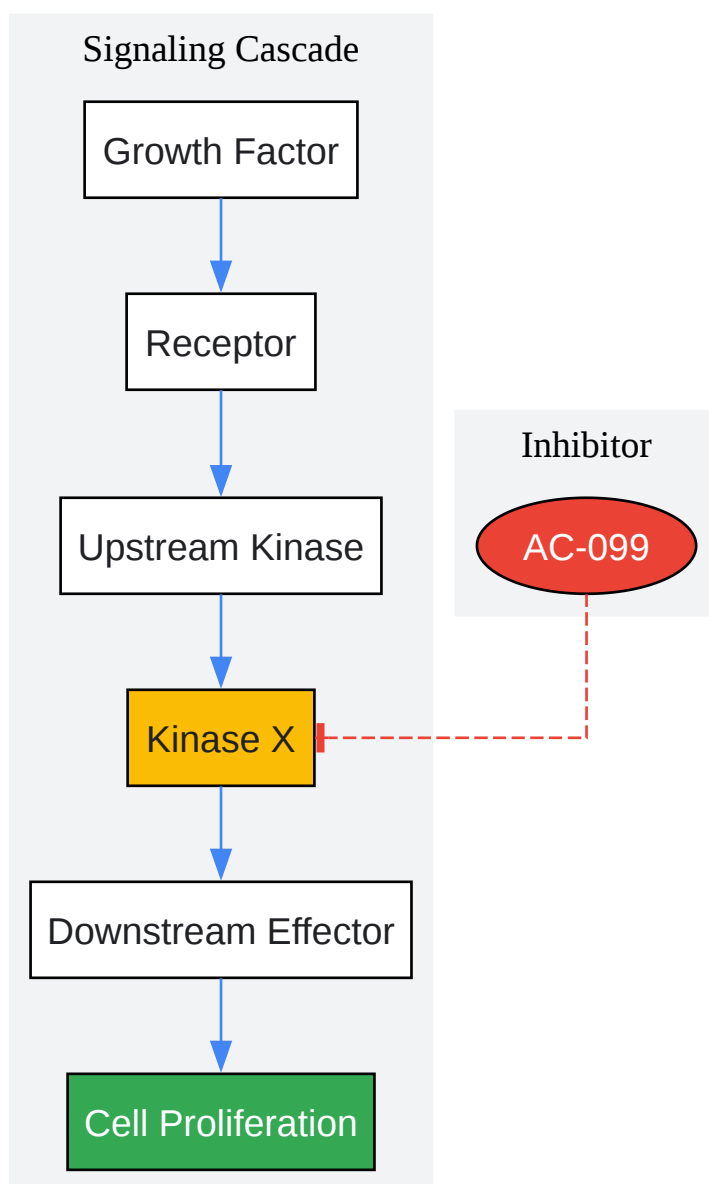 Signaling Cascade
Growth Factor
Receptor
Inhibitor
Upstream Kinase
AC-099
Kinase X
Downstream Effector
Cell Proliferation